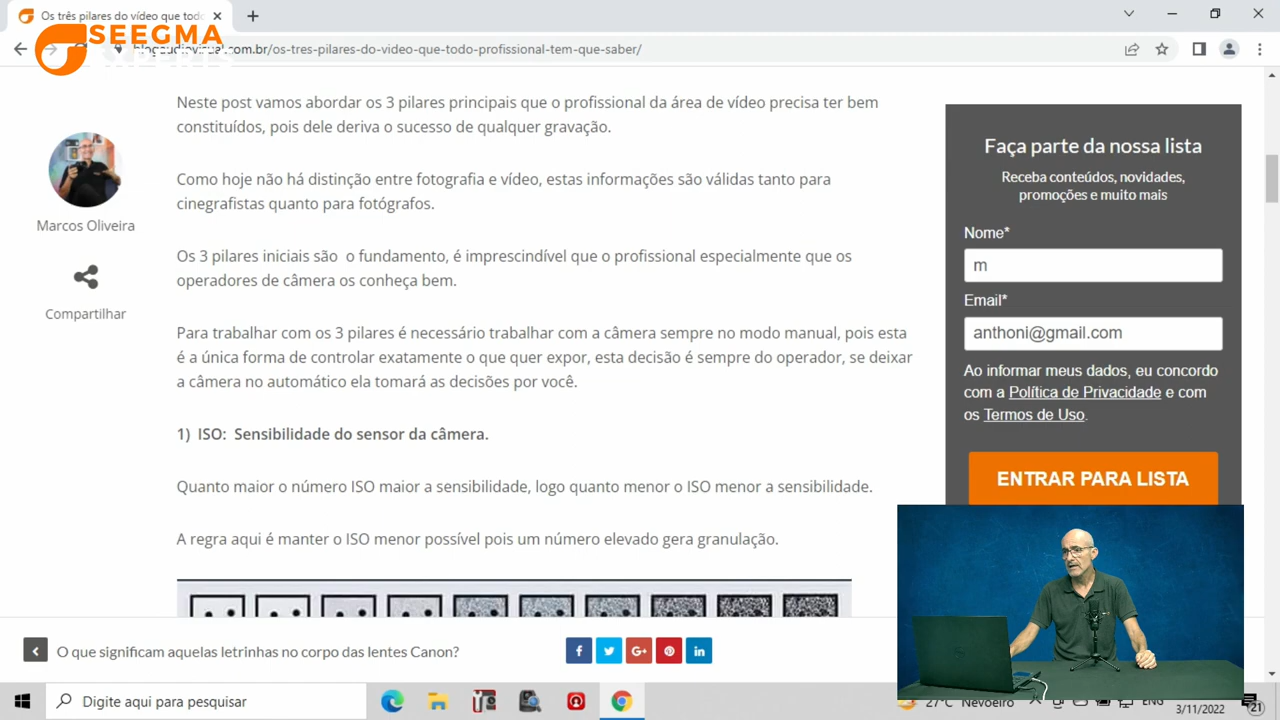 Os três pilares do vídeo que todo
SEEGMA
EXPERTS
blogaudiovisual.com.br/os-tres-pilares-do-video-que-todo-profissional-tem-que-saber/
Neste post vamos abordar os 3 pilares principais que o profissional da área de vídeo precisa ter bem
constituídos, pois dele deriva o sucesso de qualquer gravação.
Como hoje não há distinção entre fotografia e vídeo, estas informações são válidas tanto para
cinegrafistas quanto para fotógrafos.
Marcos Oliveira
Os 3 pilares iniciais são o fundamento, é imprescindível que o profissional especialmente que os
operadores de câmera os conheça bem.
Compartilhar
Para trabalhar com os 3 pilares é necessário trabalhar com a câmera sempre no modo manual, pois esta
é a única forma de controlar exatamente o que quer expor, esta decisão é sempre do operador, se deixar
a câmera no automático ela tomará as decisões por você.
1) ISO: Sensibilidade do sensor da câmera.
Quanto maior o número ISO maior a sensibilidade, logo quanto menor o ISO menor a sensibilidade.
A regra aqui é manter o ISO menor possível pois um número elevado gera granulação.
Faça parte da nossa lista
Receba conteúdos, novidades,
promoções e muito mais
Nome*
m
Email*
anthoni@gmail.com
Ao informar meus dados, eu concordo
com a Política de Privacidade e com
os Termos de Uso.
ENTRAR PARA LISTA
O que significam aquelas letrinhas no corpo das lentes Canon?
Digite aqui para pesquisar
27°C Nevoeiro
ENG
3/11/2022
21